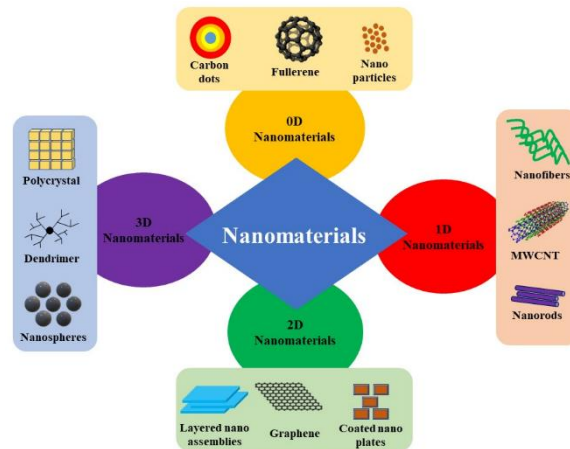 Carbon
dots
Fullerene
Nano
particles
0D
Nanomaterials
Polycrystal
Dendrimer
Nanospheres
3D
Nanomaterials
Nanomaterials
1D
Nanomaterials
Nanofibers
MWCNT
Nanorods
2D
Nanomaterials
Layered nano
assemblies
Graphene
Coated nano
plates